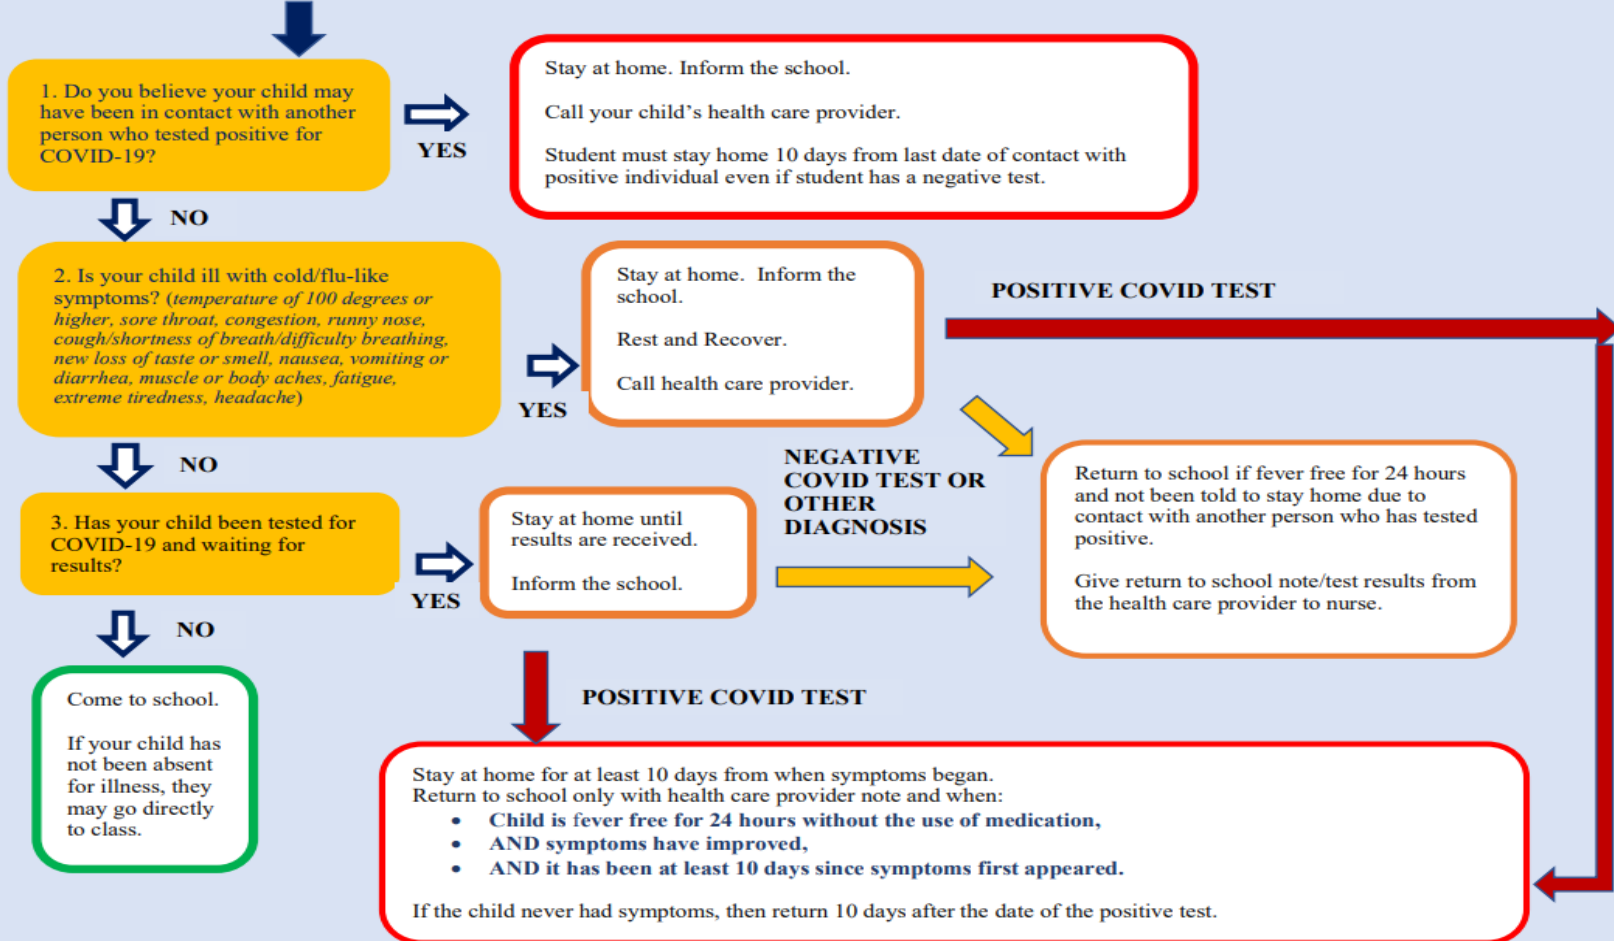 1. Do you believe your child may
have been in contact with another
person who tested positive for
COVID-19?
YES
Stay at home. Inform the school.
Call your child's health care provider.
Student must stay home 10 days from last date of contact with
positive individual even if student has a negative test.
NO
2. Is your child ill with cold/flu-like
symptoms? (temperature of 100 degrees or
higher, sore throat, congestion, runny nose,
cough/shortness of breath/difficulty breathing,
new loss of taste or smell, nausea, vomiting or
diarrhea, muscle or body aches, fatigue,
extreme tiredness, headache)
YES
Stay at home.  Inform the
school.
Rest and Recover.
Call health care provider.
POSITIVE COVID TEST
NO
3. Has your child been tested for
COVID-19 and waiting for
results?
YES
Stay at home until
results are received.
Inform the school.
NEGATIVE
COVID TEST OR
OTHER
DIAGNOSIS
Return to school if fever free for 24 hours
and not been told to stay home due to
contact with another person who has tested
positive.
Give return to school note/test results from
the health care provider to nurse.
NO
Come to school.
If your child has
not been absent
for illness, they
may go directly
to class.
POSITIVE COVID TEST
Stay at home for at least 10 days from when symptoms began.
Return to school only with health care provider note and when:
• Child is fever free for 24 hours without the use of medication,
• AND symptoms have improved,
• AND it has been at least 10 days since symptoms first appeared.
If the child never had symptoms, then return 10 days after the date of the positive test.